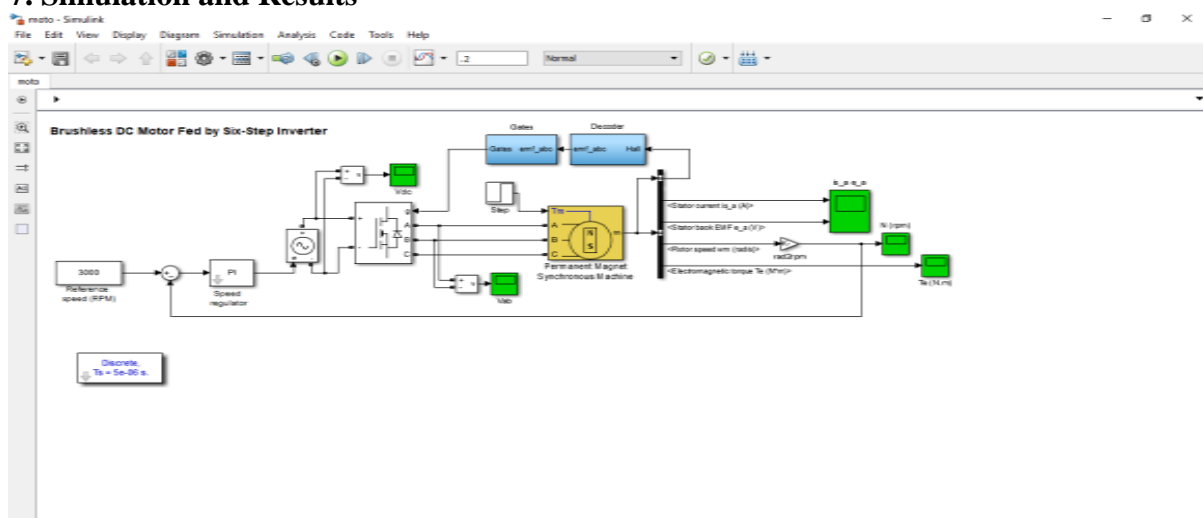 7. Simulation and Results
moto - Simulink
File Edit View Display Diagram Simulation Analysis Code Tools Help
.2
Normal
moto
Brushless DC Motor Fed by Six-Step Inverter
Gates
Decoder
Gates emf_abc
emf_abc Hall
Vdc
is_a e_a
Step
<Stator current is_a (A)>
<Stator back EMF e_a (V)>
N (rpm)
g
A
B
C
Tm
A
B
C
N
S
m
<Rotor speed wm (rad/s)>
rad2rpm
<Electromagnetic torque Te (N*m)>
Te (N.m)
Permanent Magnet
Synchronous Machine
3000
Reference
speed (RPM)
PI
Speed
regulator
Vab
Discrete,
Ts = 5e-06 s.